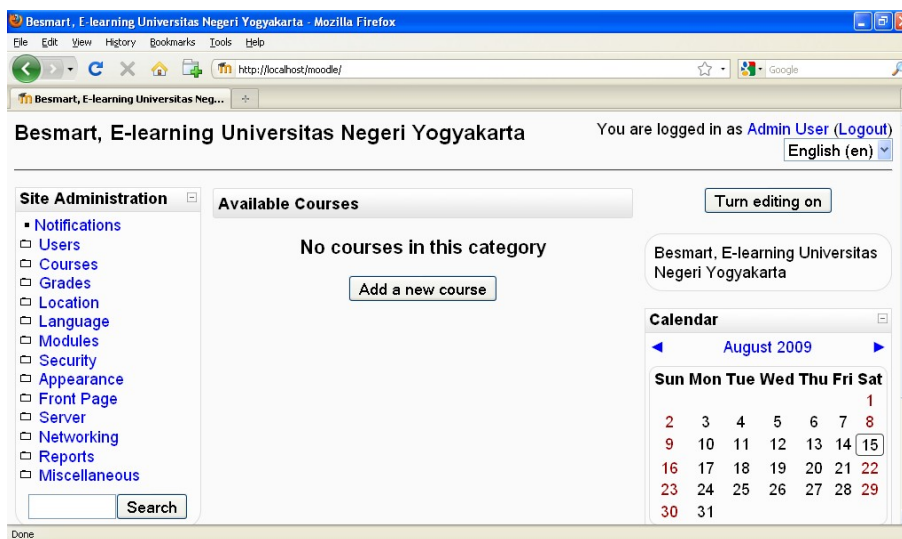 Besmart, E-learning Universitas Negeri Yogyakarta - Mozilla Firefox
File Edit View History Bookmarks Tools Help
http://localhost/moodle/
Google
Besmart, E-learning Universitas Neg...
Besmart, E-learning Universitas Negeri Yogyakarta
You are logged in as Admin User (Logout)
English (en)
Site Administration
Notifications
Users
Courses
Grades
Location
Language
Modules
Security
Appearance
Front Page
Server
Networking
Reports
Miscellaneous
Search
Available Courses
No courses in this category
Add a new course
Turn editing on
Besmart, E-learning Universitas
Negeri Yogyakarta
Calendar
◄ August 2009 ►
Sun Mon Tue Wed Thu Fri Sat
1
2 3 4 5 6 7 8
9 10 11 12 13 14 15
16 17 18 19 20 21 22
23 24 25 26 27 28 29
30 31
Done